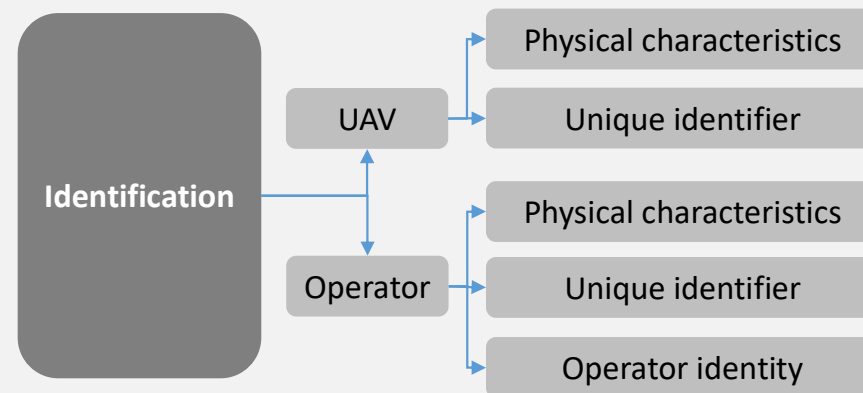 Identification
UAV
Physical characteristics
Unique identifier
Operator
Physical characteristics
Unique identifier
Operator identity